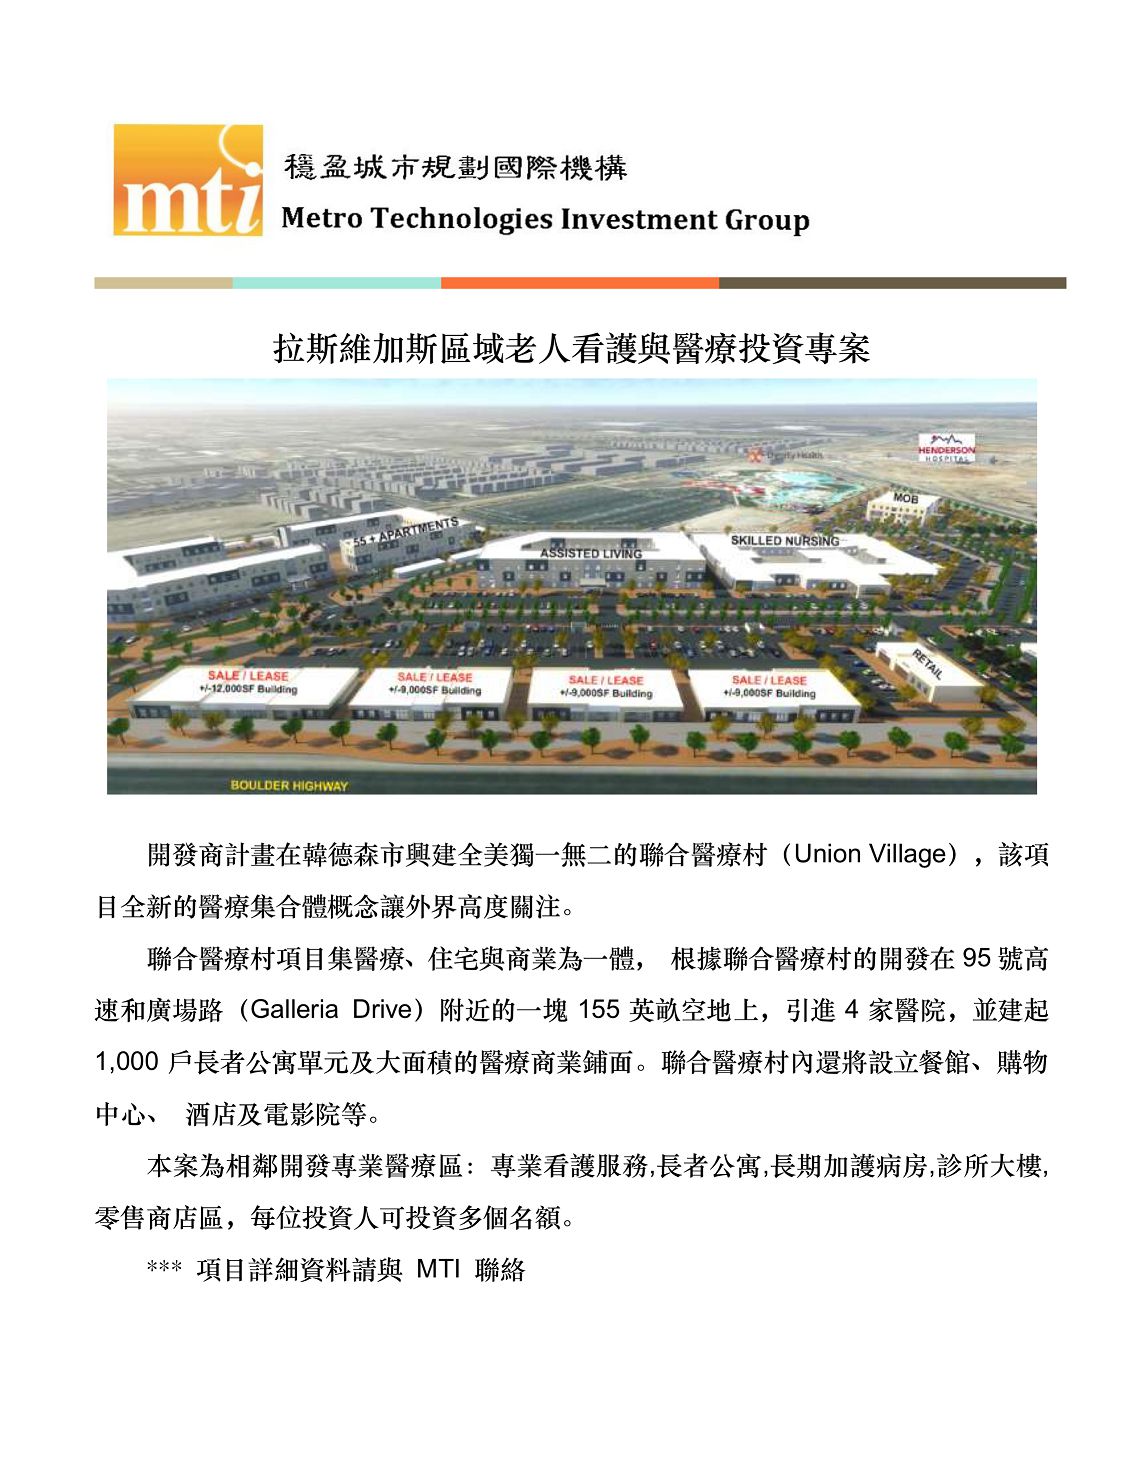 mti
穩盈城市規劃國際機構
Metro Technologies Investment Group
拉斯維加斯區域老人看護與醫療投資專案
Dignity Health
HENDERSON
HOSPITAL
MOB
55 + APARTMENTS
ASSISTED LIVING
SKILLED NURSING
RETAIL
SALE / LEASE
+/-12,000SF Building
SALE / LEASE
+/-9,000SF Building
SALE / LEASE
+/-9,000SF Building
SALE / LEASE
+/-9,000SF Building
BOULDER HIGHWAY
開發商計畫在韓德森市興建全美獨一無二的聯合醫療村（Union Village），該項
目全新的醫療集合體概念讓外界高度關注。
聯合醫療村項目集醫療、住宅與商業為一體， 根據聯合醫療村的開發在 95 號高
速和廣場路（Galleria Drive）附近的一塊 155 英畝空地上，引進 4 家醫院，並建起
1,000 戶長者公寓單元及大面積的醫療商業鋪面。聯合醫療村內還將設立餐館、購物
中心、 酒店及電影院等。
本案為相鄰開發專業醫療區：專業看護服務,長者公寓,長期加護病房,診所大樓,
零售商店區，每位投資人可投資多個名額。
*** 項目詳細資料請與 MTI 聯絡